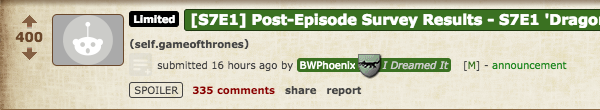 Limited [S7E1] Post-Episode Survey Results - S7E1 'Drago
400
(self.gameofthrones)
submitted 16 hours ago by BWPhoenix I Dreamed It [M] - announcement
SPOILER 335 comments share report